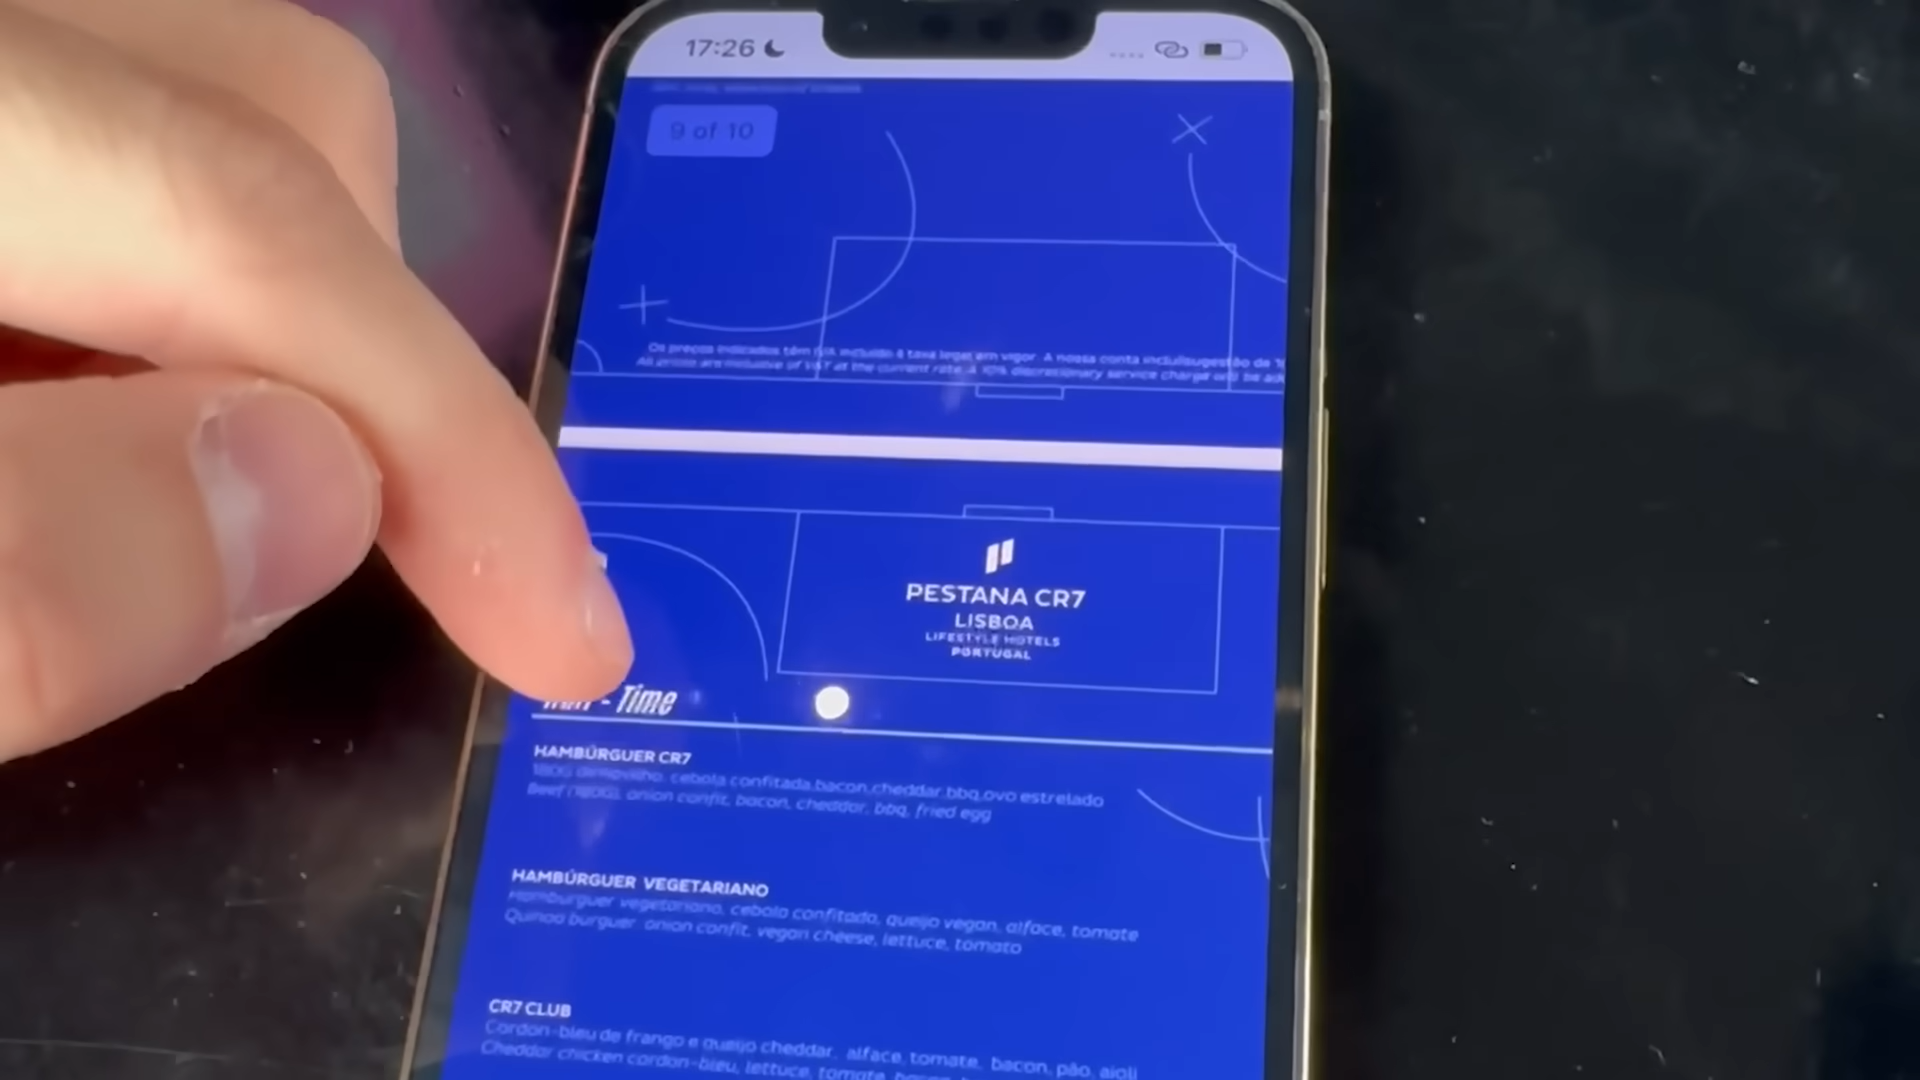 17:26
9 of 10
Os preços indicados têm IVA incluído à taxa legal em vigor. A nossa conta inclui sugestão de
All prices are inclusive of VAT at the current rate. A 10% discretionary service charge will be
PESTANA CR7
LISBOA
LIFESTYLE HOTELS
PORTUGAL
- Time
HAMBÚRGUER CR7
180G cebola confitada, bacon, cheddar, bbq, ovo estrelado
Beef (180G), onion confit, bacon, cheddar, bbq, fried egg
HAMBÚRGUER VEGETARIANO
Hamburguer vegetariano, cebola confitada, queijo vegan, alface, tomate
Quinoa burguer, onion confit, vegan cheese, lettuce, tomato
CR7 CLUB
Cordon-bleu de frango e queijo cheddar, alface, tomate, bacon, pão, aioli
Cheddar chicken cordon-bleu, lettuce, tomato, bacon,